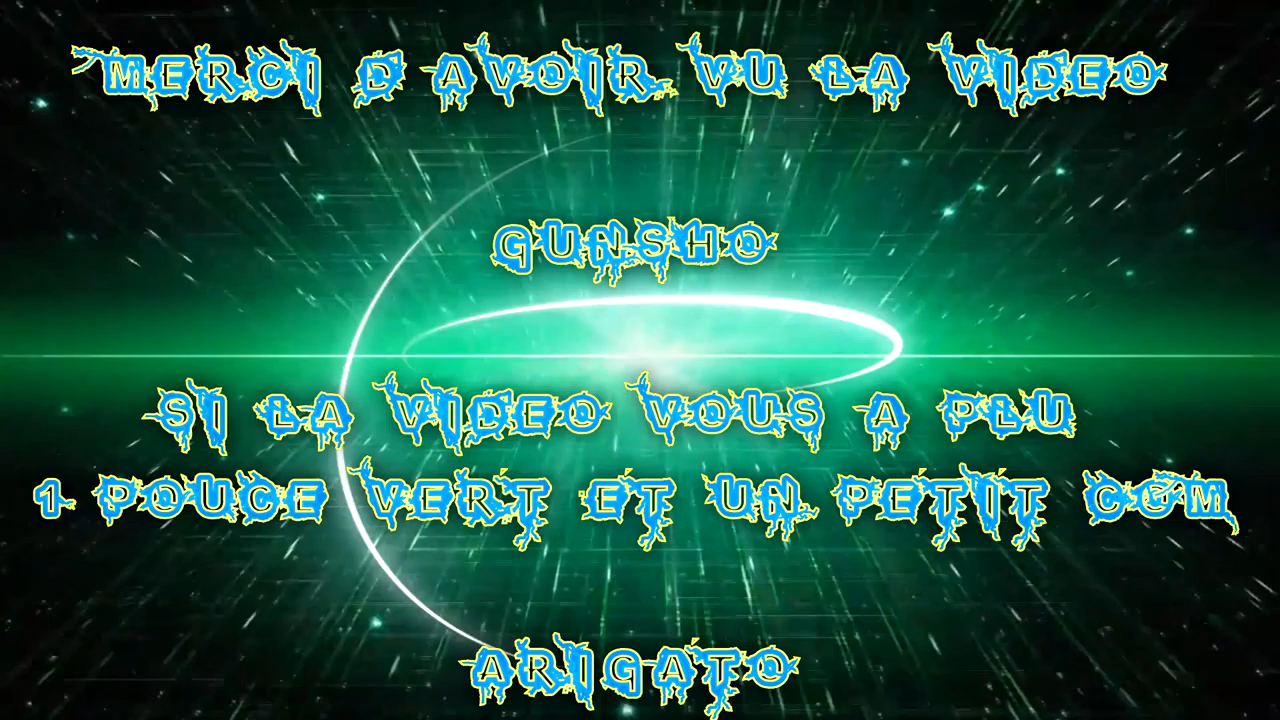 MERCI D AVOIR VU LA VIDEO
GUNSHO
SI LA VIDEO VOUS A PLU
1 POUCE VERT ET UN PETIT COM
ARIGATO